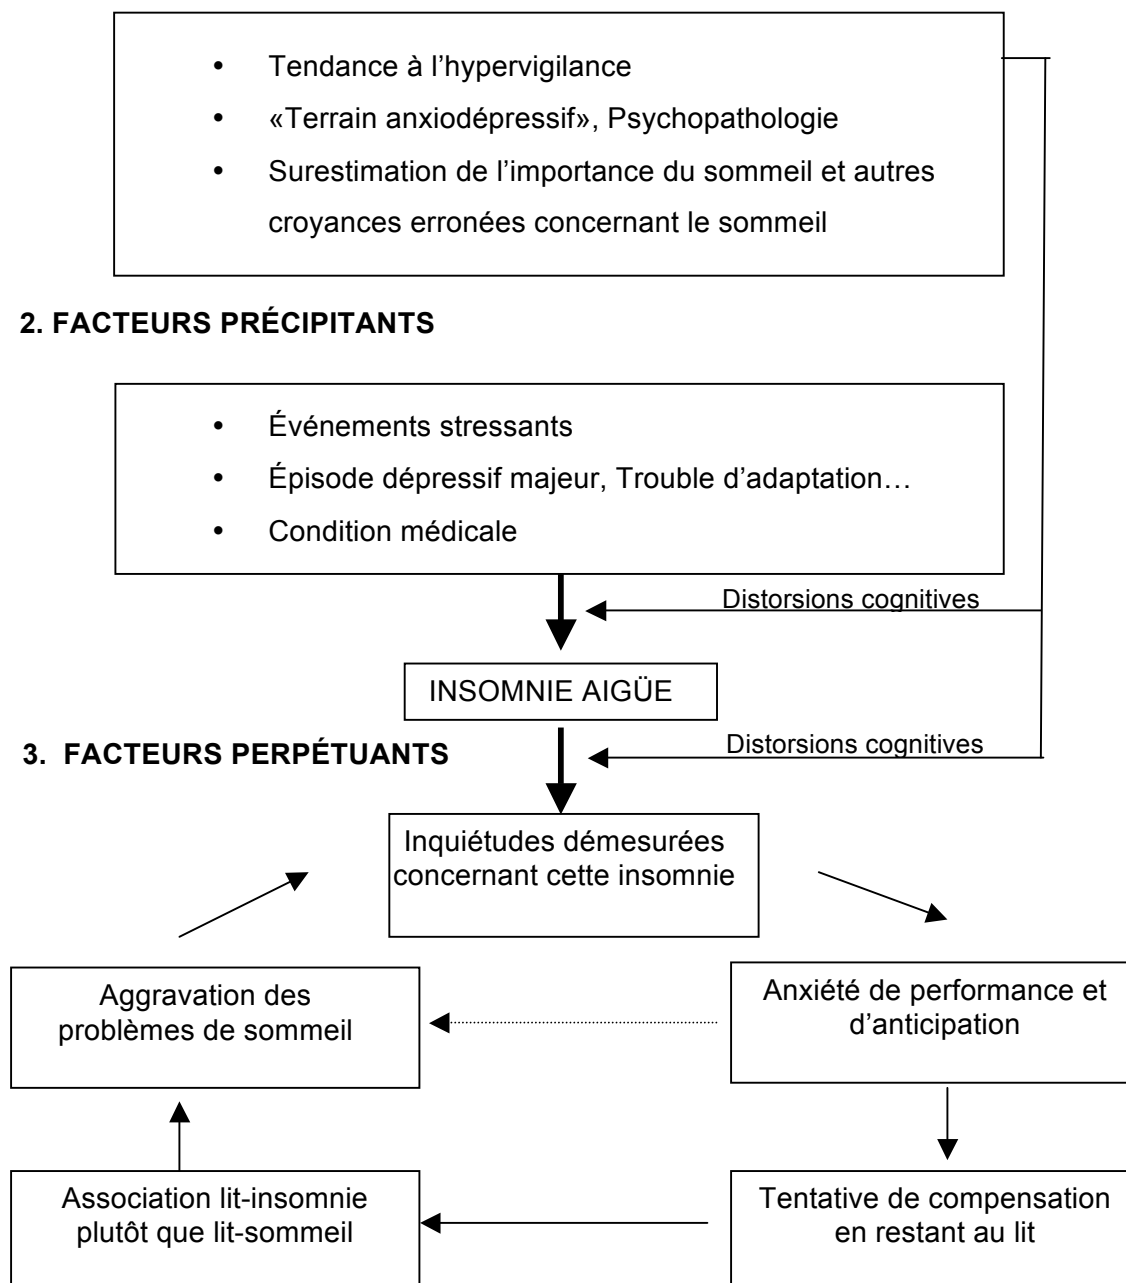 • Tendance à l’hypervigilance
• «Terrain anxiodépressif», Psychopathologie
• Surestimation de l’importance du sommeil et autres
croyances erronées concernant le sommeil
2. FACTEURS PRÉCIPITANTS
• Événements stressants
• Épisode dépressif majeur, Trouble d’adaptation…
• Condition médicale
Distorsions cognitives
INSOMNIE AIGÜE
3. FACTEURS PERPÉTUANTS
Distorsions cognitives
Inquiétudes démesurées
concernant cette insomnie
Aggravation des
problèmes de sommeil
Anxiété de performance et
d’anticipation
Association lit-insomnie
plutôt que lit-sommeil
Tentative de compensation
en restant au lit